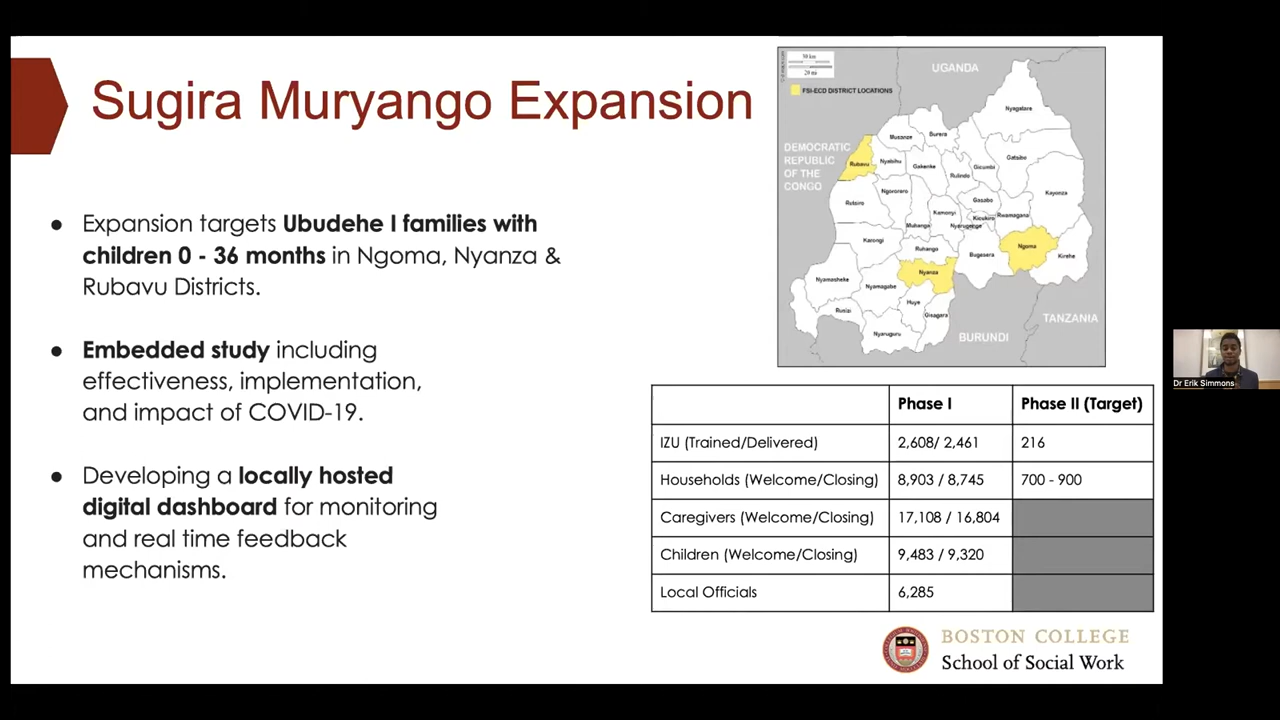 Sugira Muryango Expansion
● Expansion targets Ubudehe I families with
children 0 - 36 months in Ngoma, Nyanza &
Rubavu Districts.
● Embedded study including
effectiveness, implementation,
and impact of COVID-19.
● Developing a locally hosted
digital dashboard for monitoring
and real time feedback
mechanisms.
50 km
20 mi
FSI-ECD DISTRICT LOCATIONS
UGANDA
DEMOCRATIC
REPUBLIC
OF THE
CONGO
TANZANIA
BURUNDI
Nyagatare
Musanze
Burera
Rubavu
Nyabihu
Gakenke
Gicumbi
Gatsibo
Rulindo
Ngororero
Kayonza
Rutsiro
Gasabo
Kamonyi
Kicukiro
Rwamagana
Muhanga
Nyarugenge
Karongi
Ruhango
Bugesera
Ngoma
Kirehe
Nyanza
Nyamasheke
Nyamagabe
Huye
Rusizi
Gisagara
Nyaruguru
Phase I Phase II (Target)
IZU (Trained/Delivered) 2,608/ 2,461 216
Households (Welcome/Closing) 8,903 / 8,745 700 - 900
Caregivers (Welcome/Closing) 17,108 / 16,804
Children (Welcome/Closing) 9,483 / 9,320
Local Officials 6,285
BOSTON COLLEGE
School of Social Work
Dr Erik Simmons